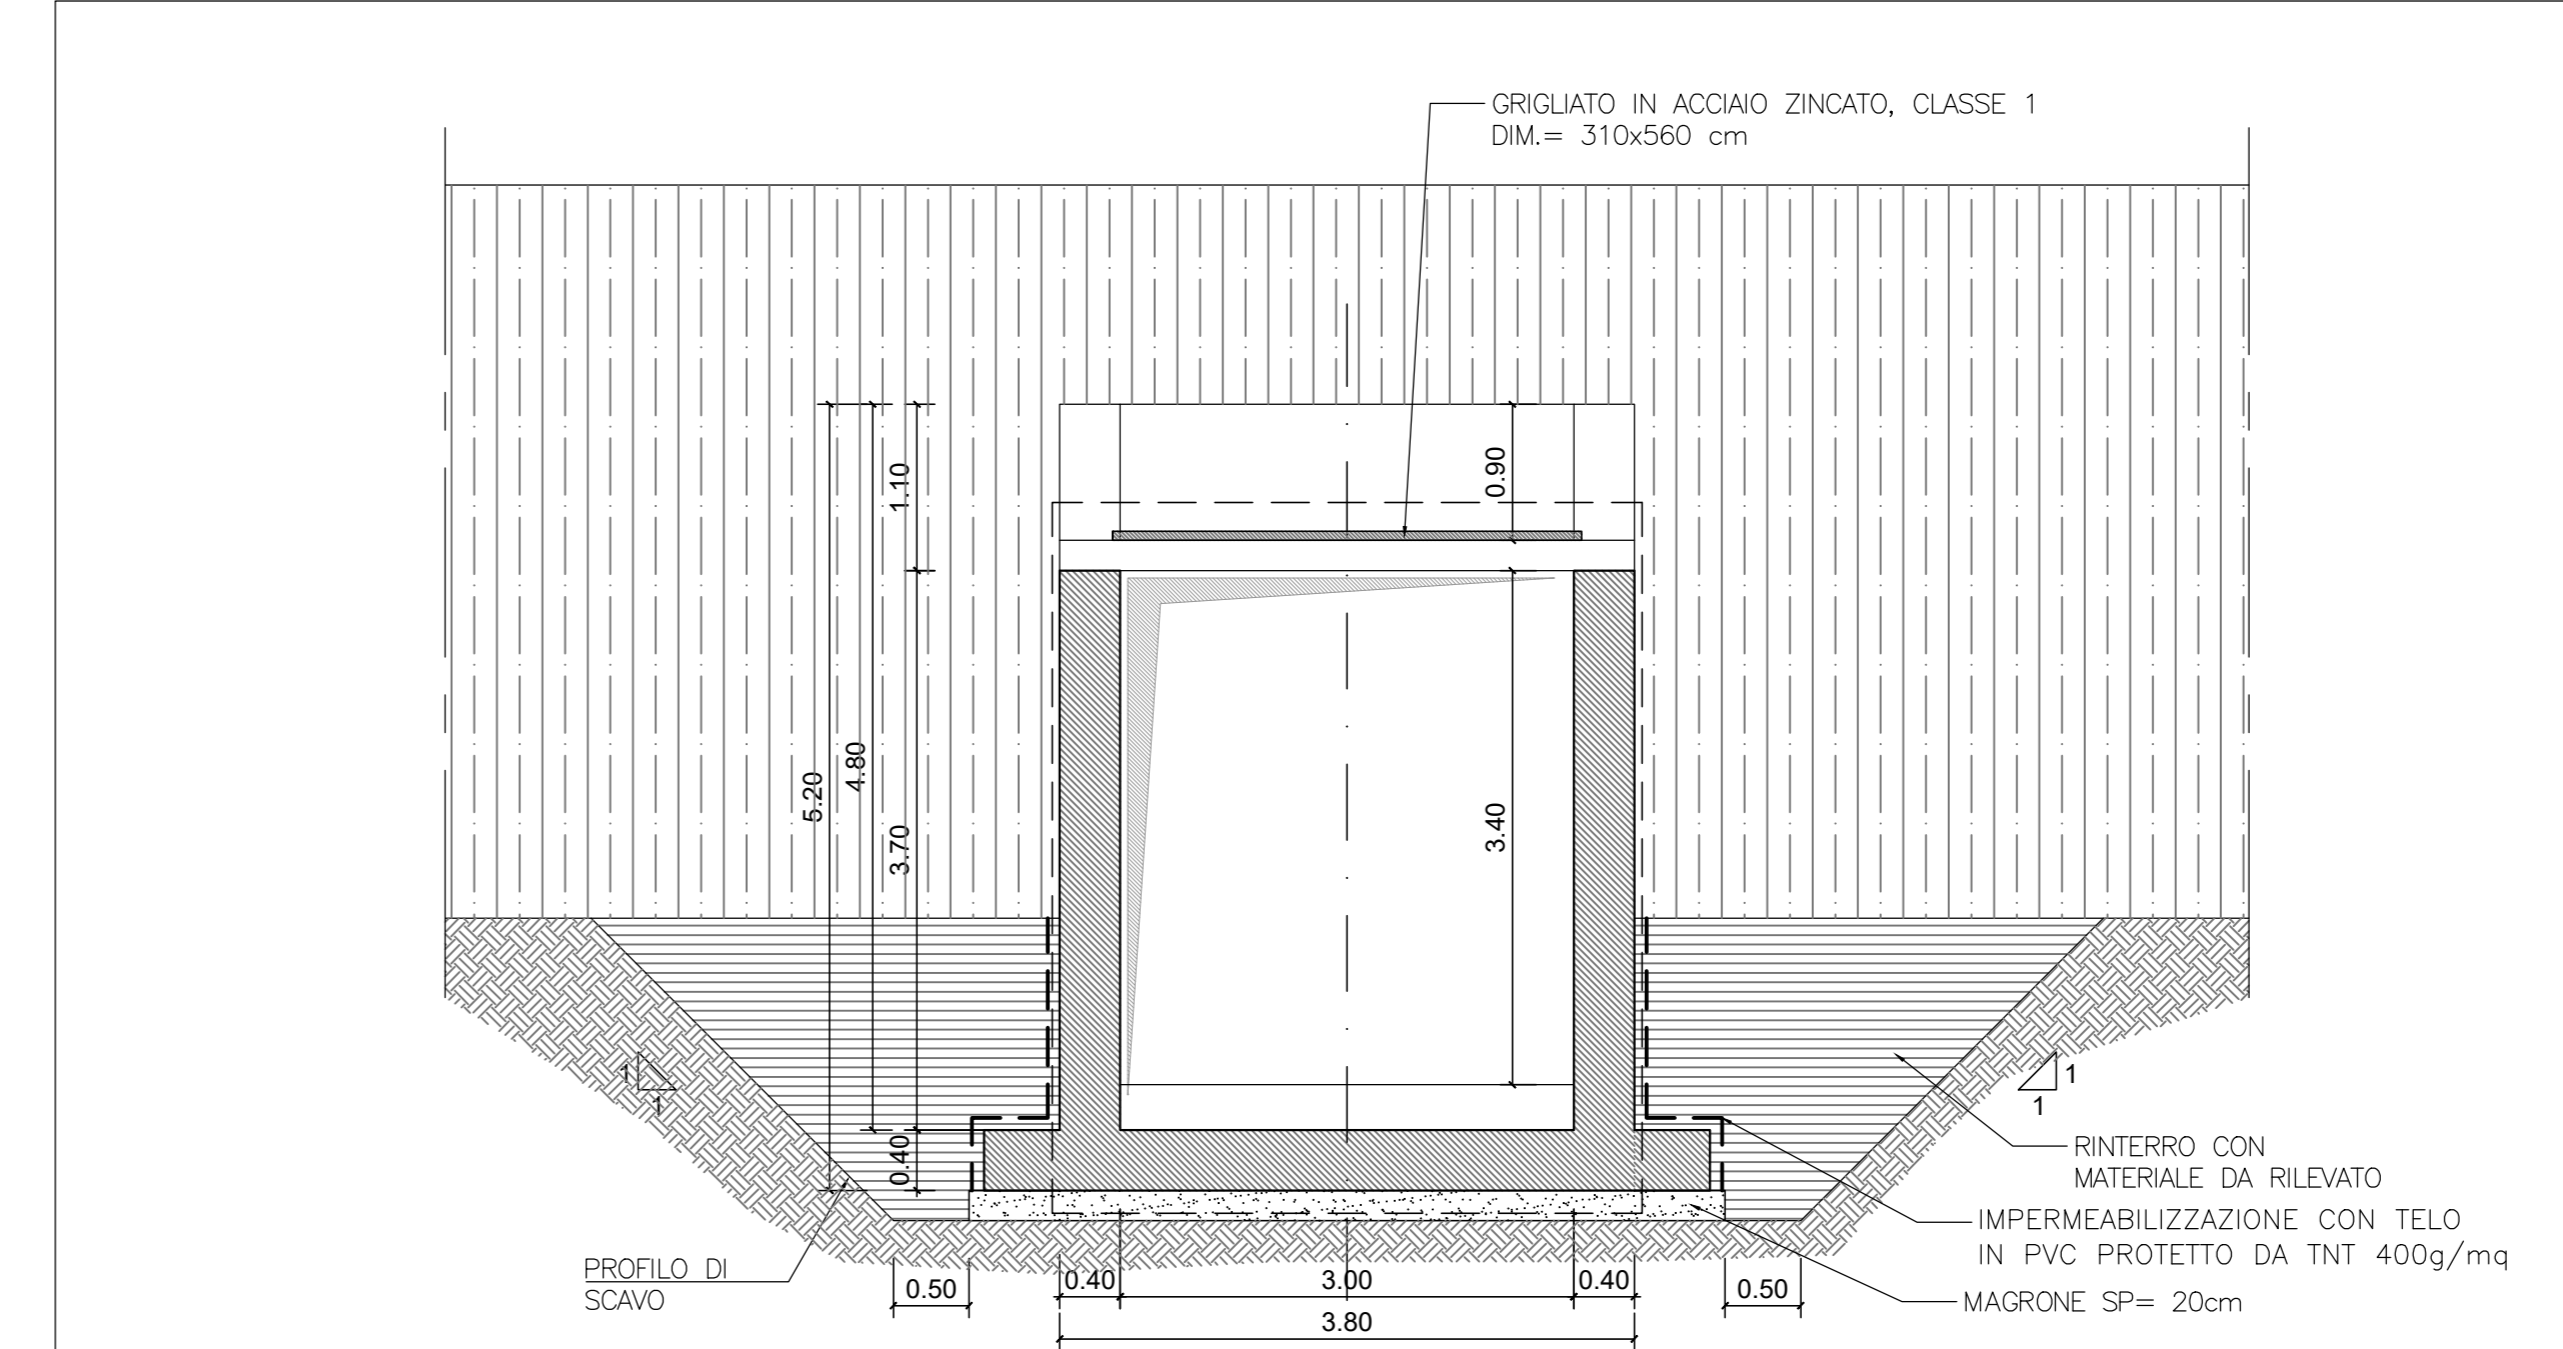 GRIGLIATO IN ACCIAIO ZINCATO, CLASSE 1
DIM.= 310x560 cm
1.10
0.90
5.20
4.80
3.70
3.40
0.40
1
1
1
1
RINTERRO CON
MATERIALE DA RILEVATO
IMPERMEABILIZZAZIONE CON TELO
IN PVC PROTETTO DA TNT 400g/mq
MAGRONE SP= 20cm
PROFILO DI
SCAVO
0.50
0.40
3.00
0.40
0.50
3.80